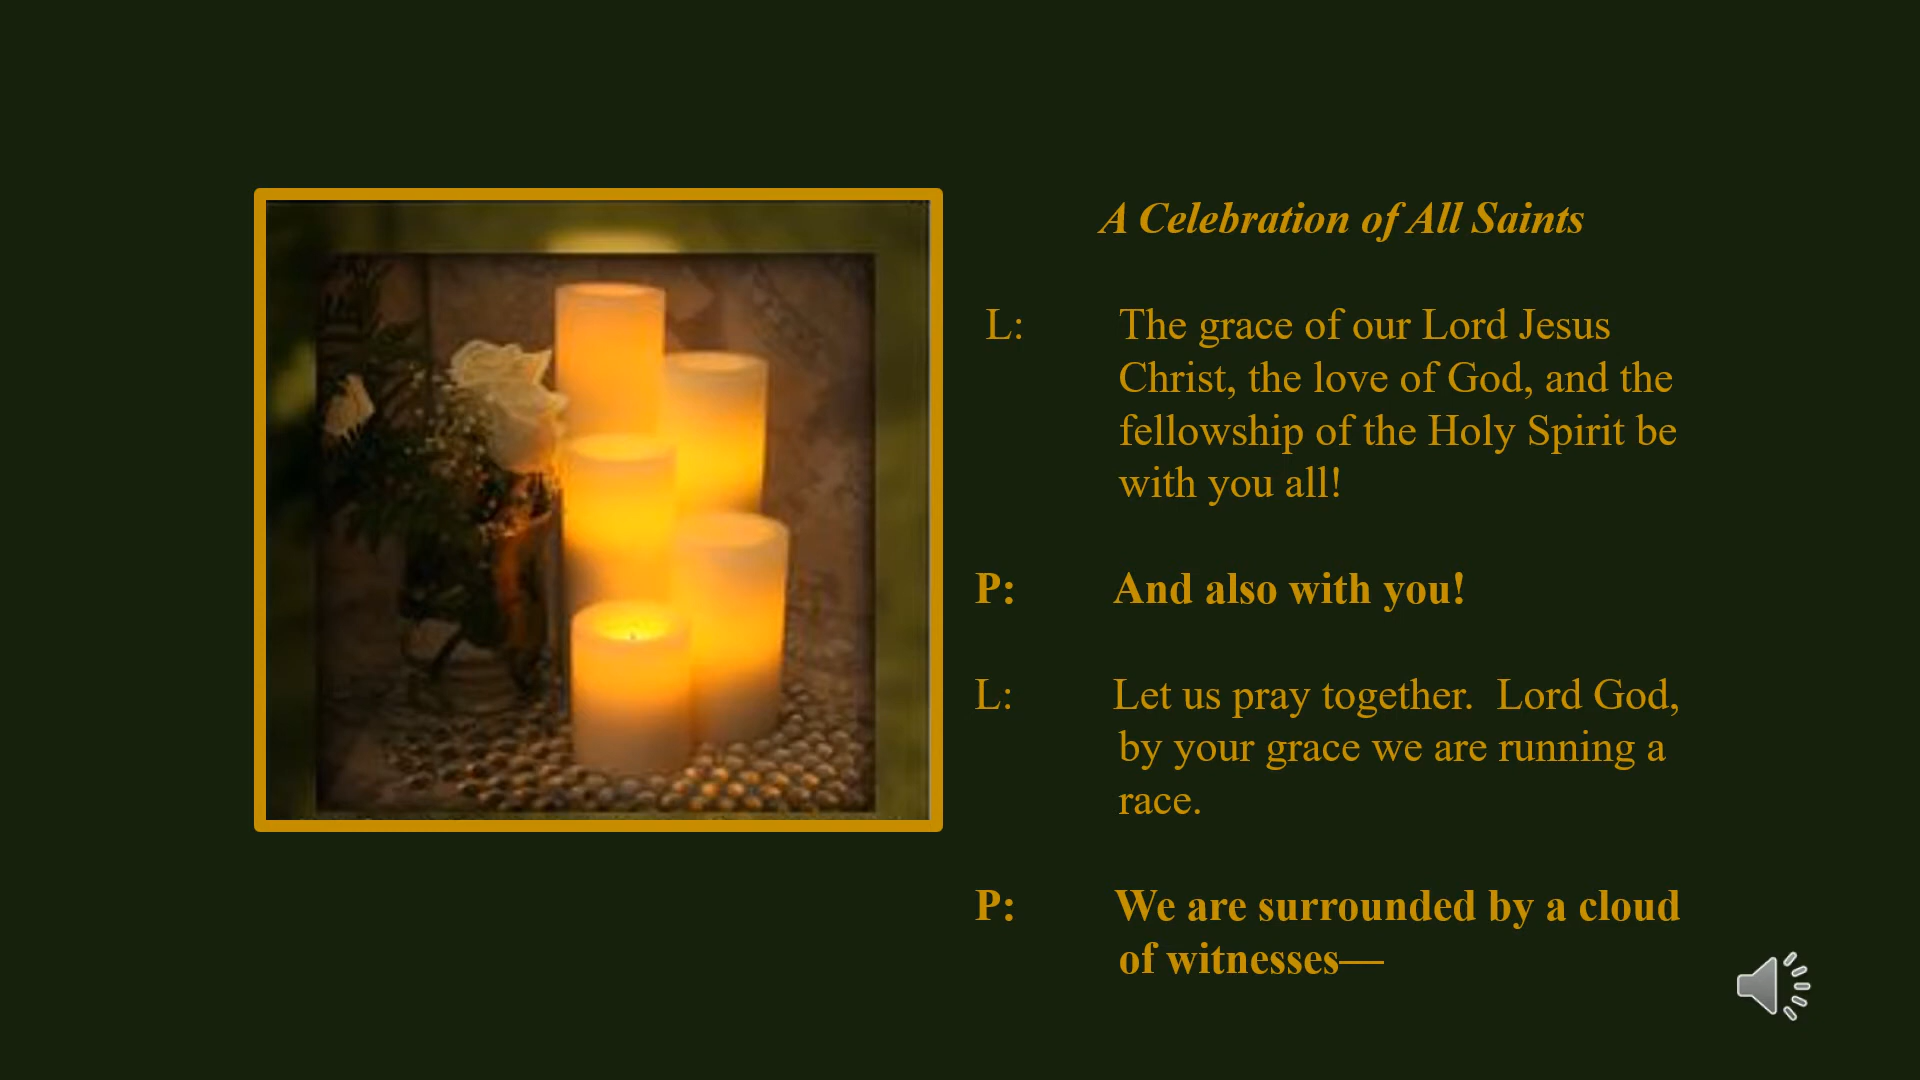 A Celebration of All Saints
L: The grace of our Lord Jesus
Christ, the love of God, and the
fellowship of the Holy Spirit be
with you all!
P: And also with you!
L: Let us pray together.  Lord God,
by your grace we are running a
race.
P: We are surrounded by a cloud
of witnesses—